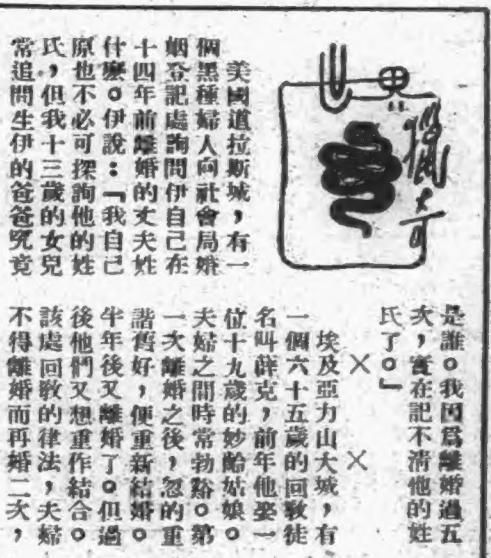 美國道拉斯城,有一
個黑種婦人向社會局婚
姻登記處詢問伊自己在
十四年前離婚的丈夫姓
什麽。伊說:「我自己
原也不必可探詢他的姓
氏,但我十三歲的女兒
常追問生伊的爸爸究竟
是誰。我因爲離婚過五
次,實在記不清他的姓
氏了。」
× ×
埃及亞力山大城,有
一個六十五歲的回敎徒
名叫薛克,前年他娶一
位十九歲的妙齡姑娘。
夫婦之間時常勃谿。第
一次離婚之後,忽的重
諧舊好,便重新結婚。
半年後又離婚了。但過
後他們又想重作結合。
該處回敎的律法,夫婦
不得離婚而再婚二次,